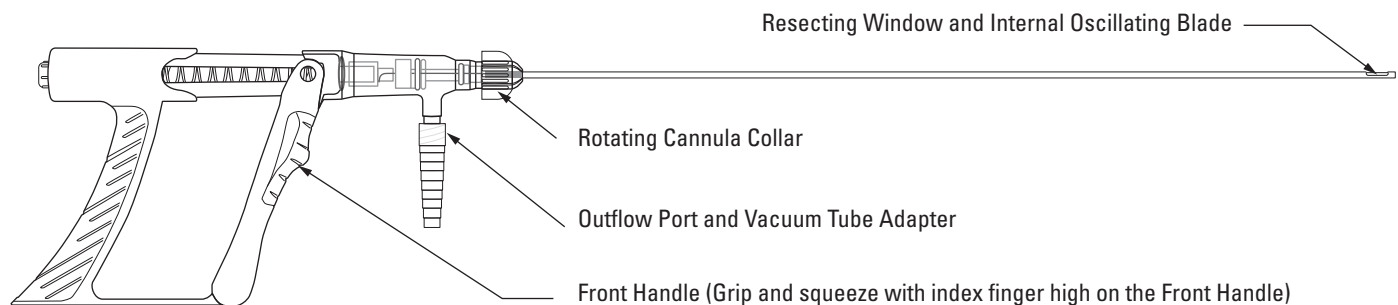 Resecting Window and Internal Oscillating Blade
Rotating Cannula Collar
Outflow Port and Vacuum Tube Adapter
Front Handle (Grip and squeeze with index finger high on the Front Handle)